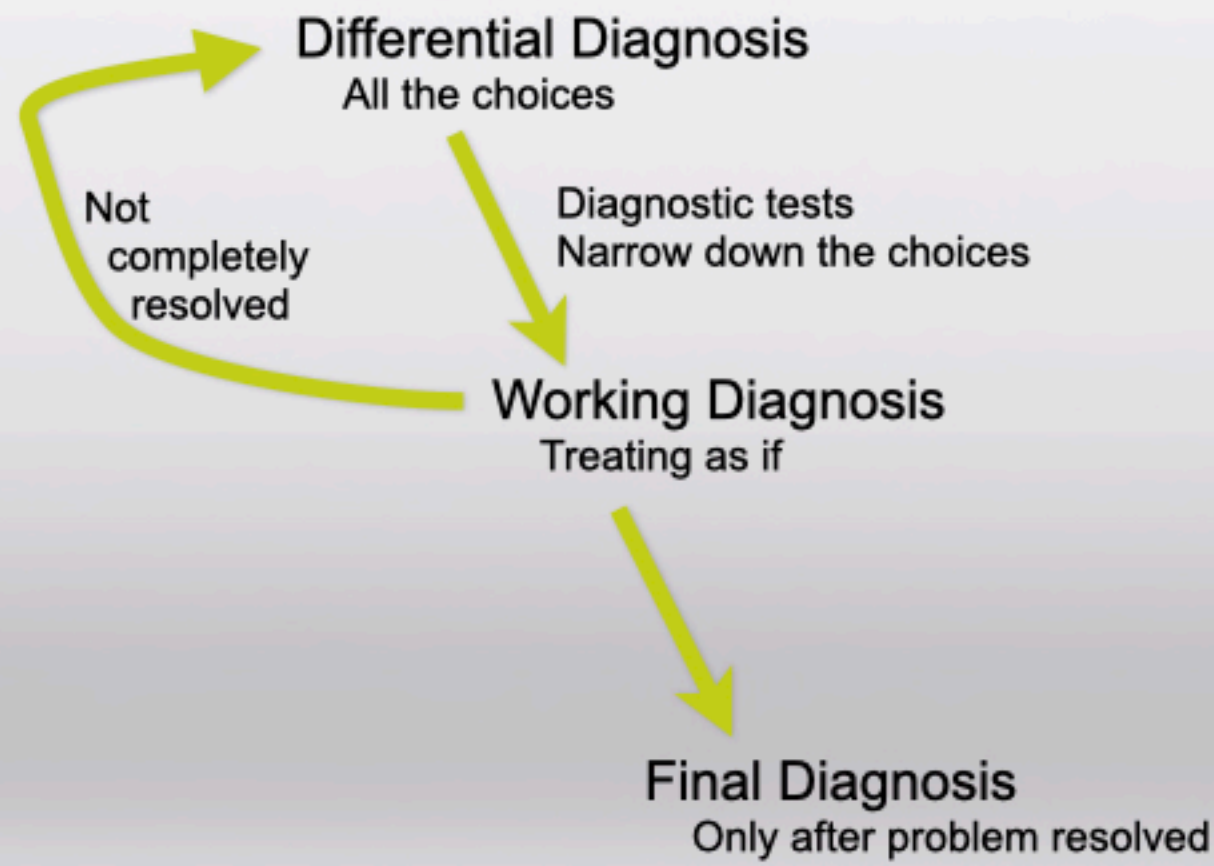 Differential Diagnosis
All the choices
Not
completely
resolved
Diagnostic tests
Narrow down the choices
Working Diagnosis
Treating as if
Final Diagnosis
Only after problem resolved